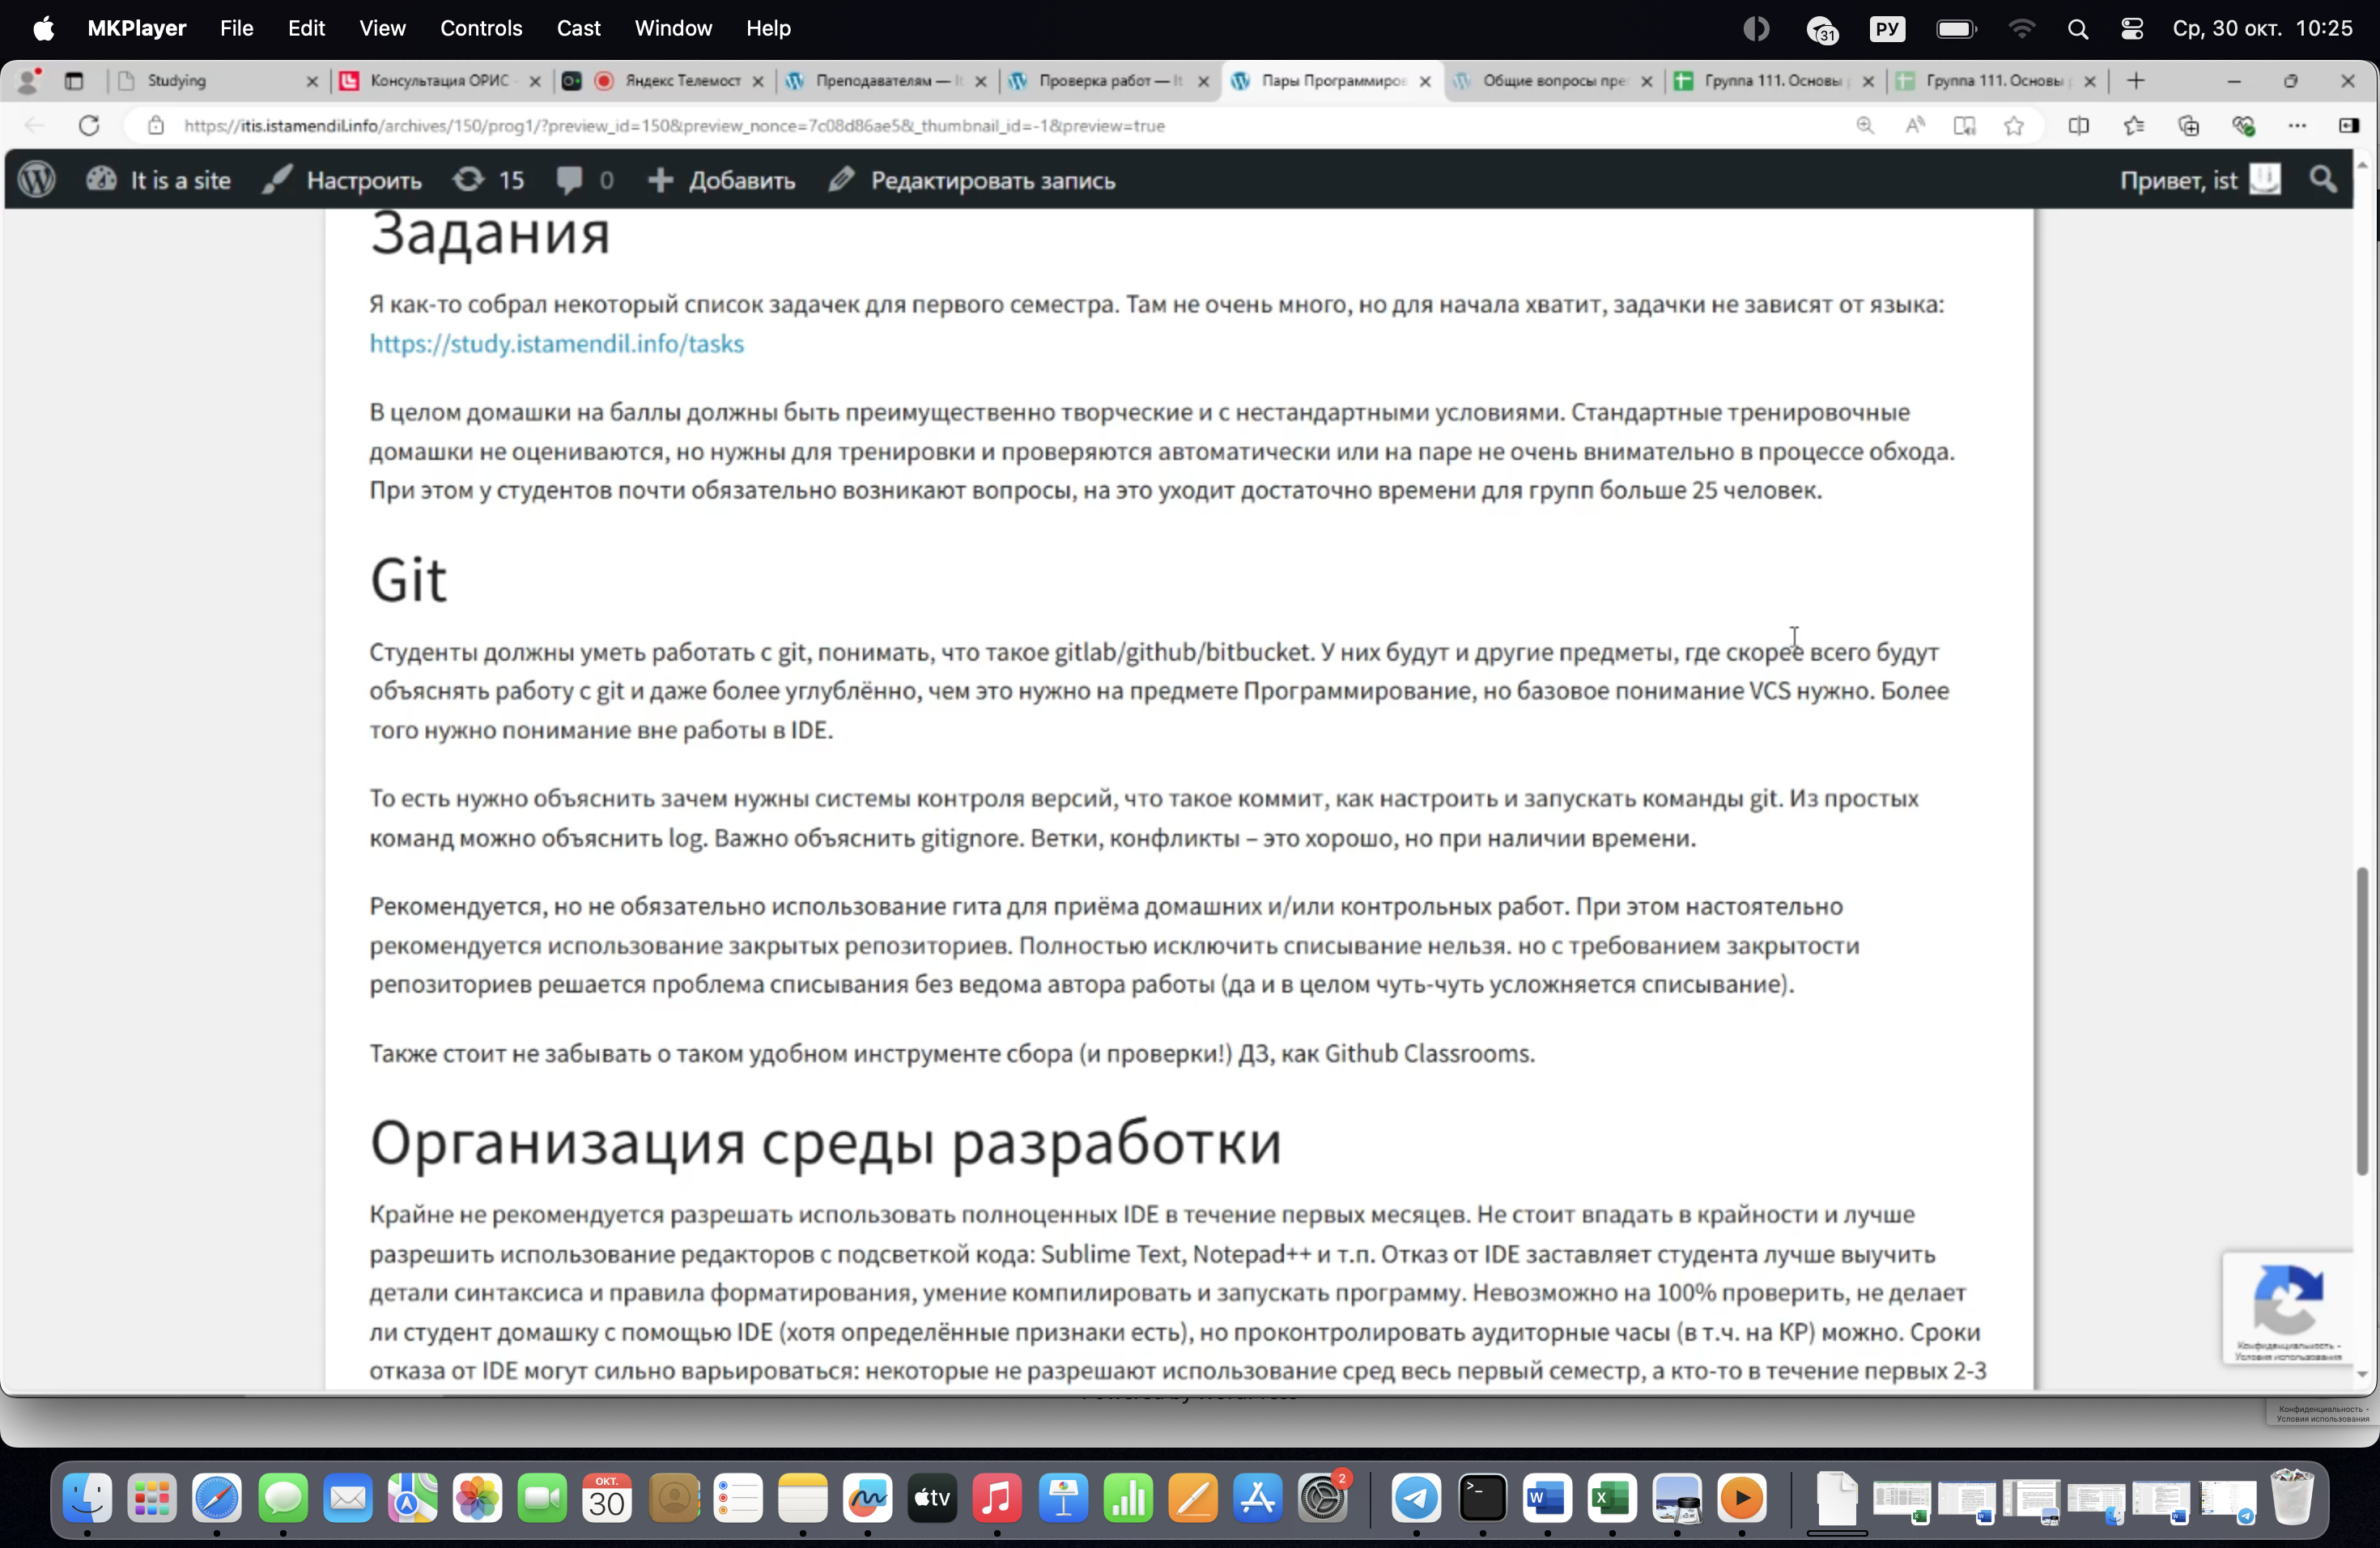 MKPlayer File Edit View Controls Cast Window Help 31 РУ Ср, 30 окт. 10:25
Studying Консультация ОРИС - Яндекс Телемост Преподавателям — It Проверка работ — It Пары Программиров Общие вопросы пре Группа 111. Основы Группа 111. Основы
https://itis.istamendil.info/archives/150/prog1/?preview_id=150&preview_nonce=7c08d86ae5&_thumbnail_id=-1&preview=true
It is a site Настроить 15 0 Добавить Редактировать запись Привет, ist
Задания
Я как-то собрал некоторый список задачек для первого семестра. Там не очень много, но для начала хватит, задачки не зависят от языка:
https://study.istamendil.info/tasks
В целом домашки на баллы должны быть преимущественно творческие и с нестандартными условиями. Стандартные тренировочные
домашки не оцениваются, но нужны для тренировки и проверяются автоматически или на паре не очень внимательно в процессе обхода.
При этом у студентов почти обязательно возникают вопросы, на это уходит достаточно времени для групп больше 25 человек.
Git
Студенты должны уметь работать с git, понимать, что такое gitlab/github/bitbucket. У них будут и другие предметы, где скорее всего будут
объяснять работу с git и даже более углублённо, чем это нужно на предмете Программирование, но базовое понимание VCS нужно. Более
того нужно понимание вне работы в IDE.
То есть нужно объяснить зачем нужны системы контроля версий, что такое коммит, как настроить и запускать команды git. Из простых
команд можно объяснить log. Важно объяснить gitignore. Ветки, конфликты – это хорошо, но при наличии времени.
Рекомендуется, но не обязательно использование гита для приёма домашних и/или контрольных работ. При этом настоятельно
рекомендуется использование закрытых репозиториев. Полностью исключить списывание нельзя. но с требованием закрытости
репозиториев решается проблема списывания без ведома автора работы (да и в целом чуть-чуть усложняется списывание).
Также стоит не забывать о таком удобном инструменте сбора (и проверки!) ДЗ, как Github Classrooms.
Организация среды разработки
Крайне не рекомендуется разрешать использовать полноценных IDE в течение первых месяцев. Не стоит впадать в крайности и лучше
разрешить использование редакторов с подсветкой кода: Sublime Text, Notepad++ и т.п. Отказ от IDE заставляет студента лучше выучить
детали синтаксиса и правила форматирования, умение компилировать и запускать программу. Невозможно на 100% проверить, не делает
ли студент домашку с помощью IDE (хотя определённые признаки есть), но проконтролировать аудиторные часы (в т.ч. на КР) можно. Сроки
отказа от IDE могут сильно варьироваться: некоторые не разрешают использование сред весь первый семестр, а кто-то в течение первых 2-3
Конфиденциальность -
Условия использования
Конфиденциальность -
Условия использования
ОКТ.
30
tv
2